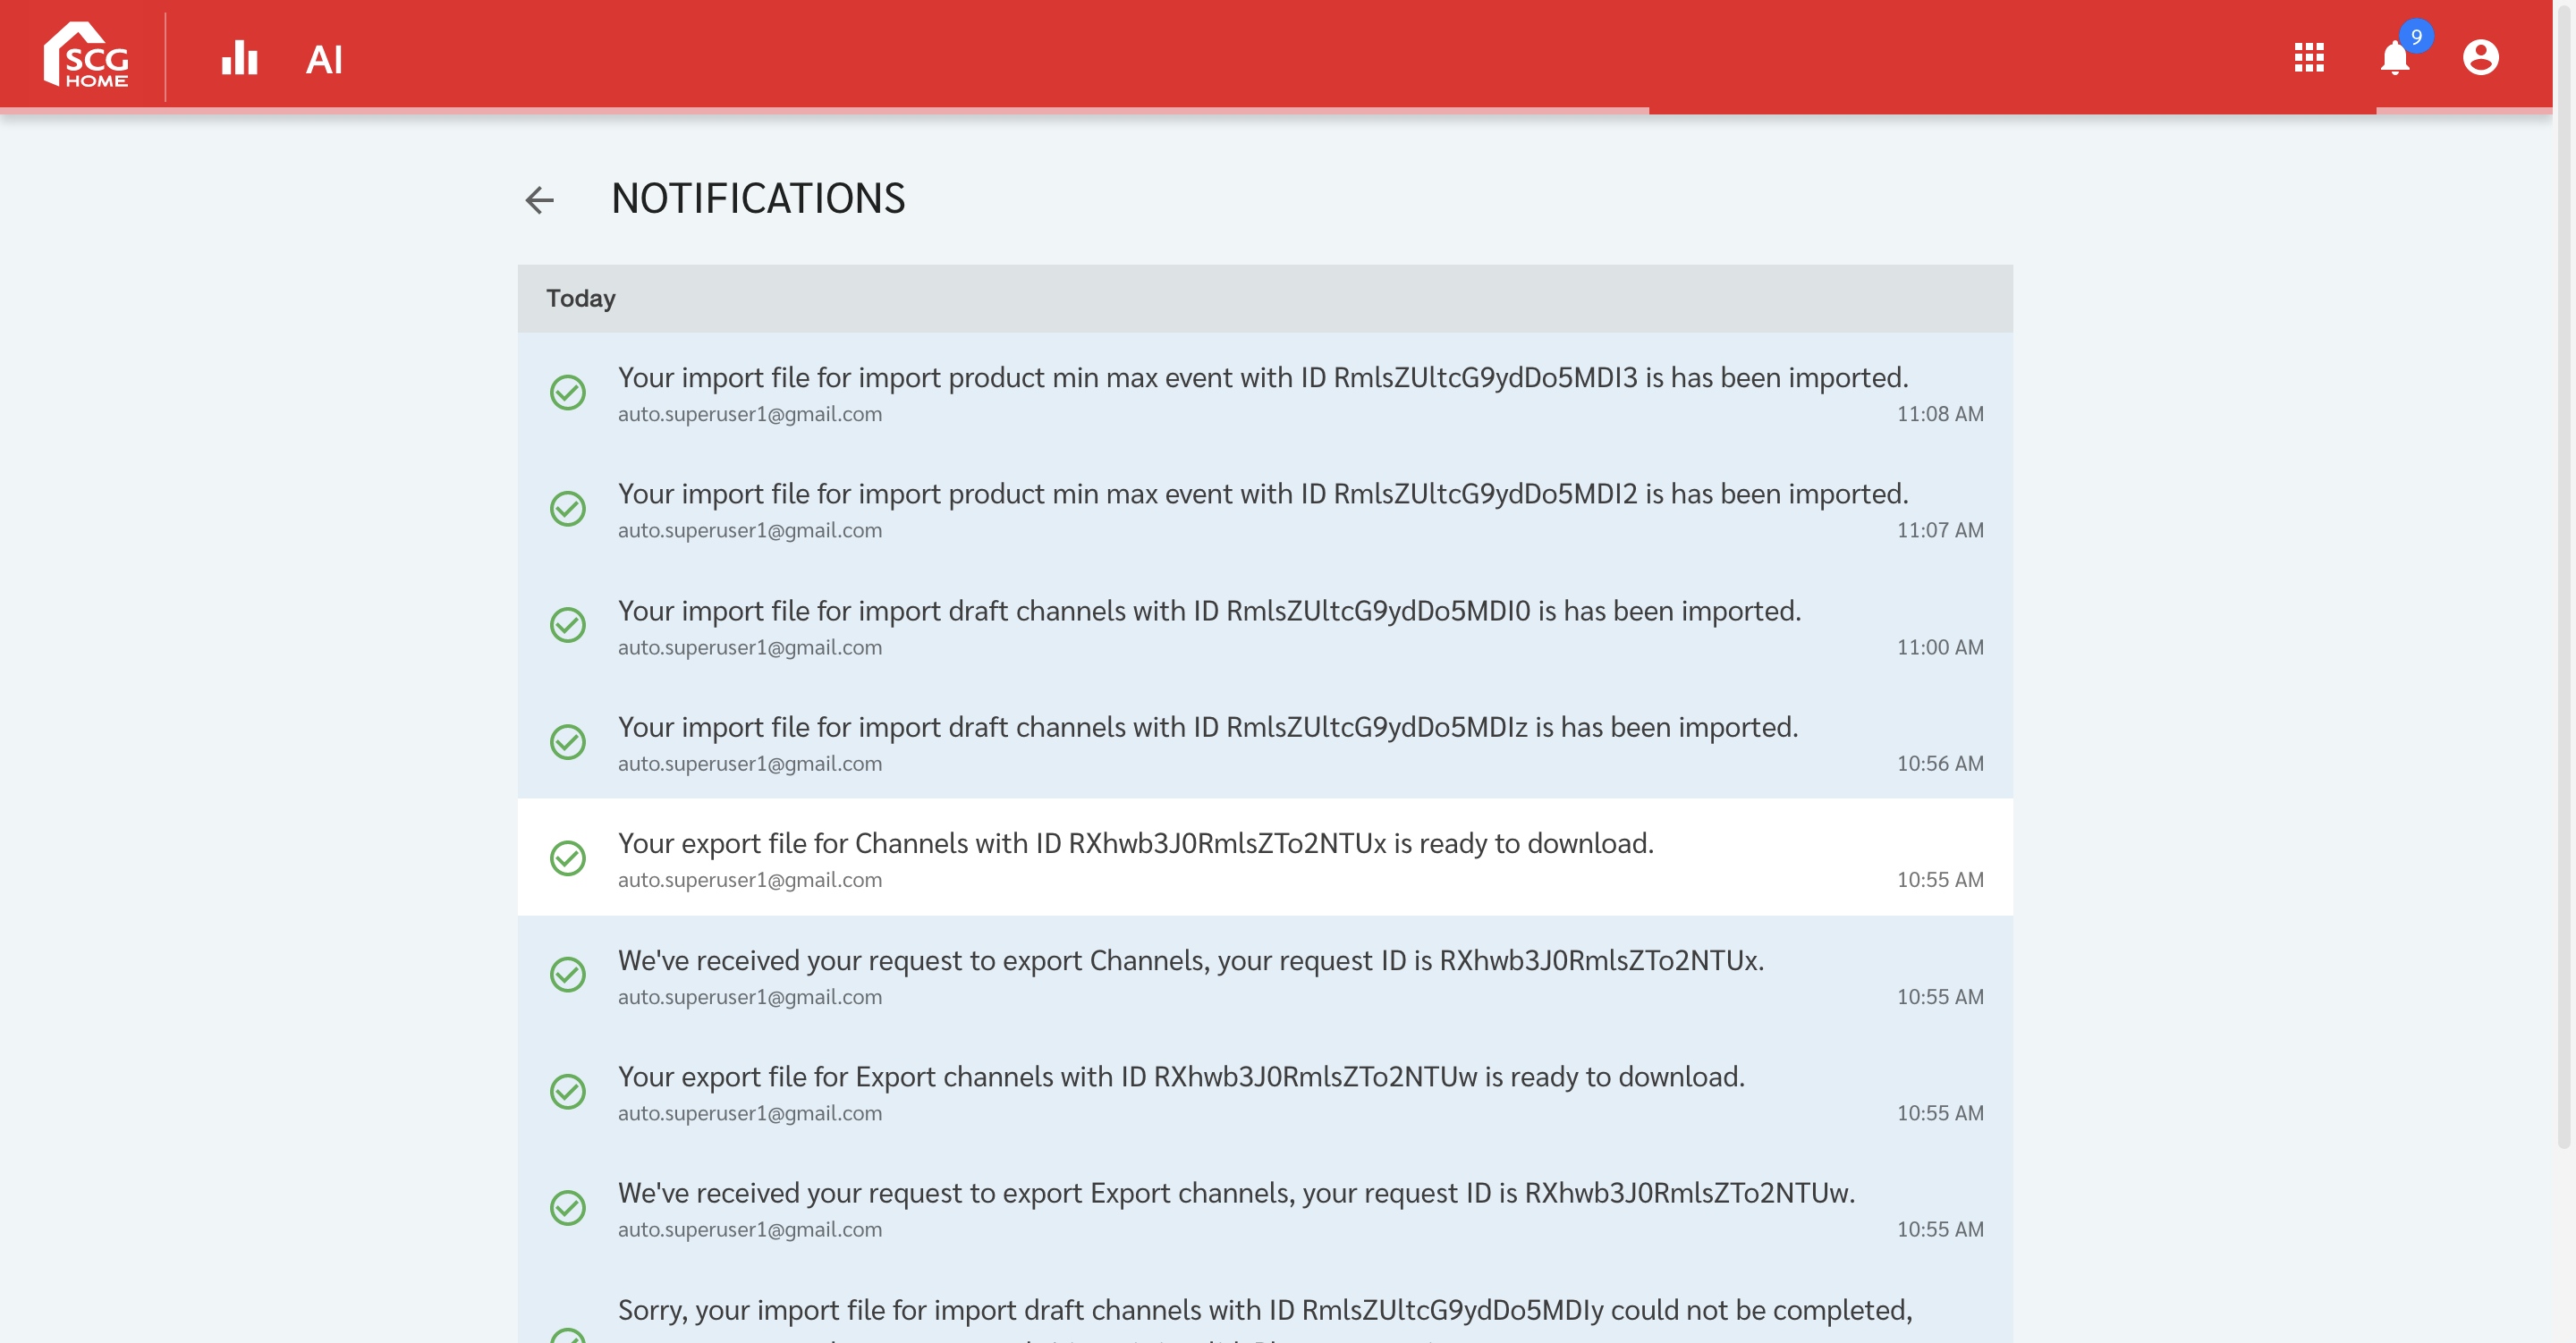 SCG
HOME
AI
9
NOTIFICATIONS
Today
Your import file for import product min max event with ID RmlsZUltcG9ydDo5MDI3 is has been imported.
auto.superuser1@gmail.com
11:08 AM
Your import file for import product min max event with ID RmlsZUltcG9ydDo5MDI2 is has been imported.
auto.superuser1@gmail.com
11:07 AM
Your import file for import draft channels with ID RmlsZUltcG9ydDo5MDI0 is has been imported.
auto.superuser1@gmail.com
11:00 AM
Your import file for import draft channels with ID RmlsZUltcG9ydDo5MDIz is has been imported.
auto.superuser1@gmail.com
10:56 AM
Your export file for Channels with ID RXhwb3J0RmlsZTo2NTUx is ready to download.
auto.superuser1@gmail.com
10:55 AM
We've received your request to export Channels, your request ID is RXhwb3J0RmlsZTo2NTUx.
auto.superuser1@gmail.com
10:55 AM
Your export file for Export channels with ID RXhwb3J0RmlsZTo2NTUw is ready to download.
auto.superuser1@gmail.com
10:55 AM
We've received your request to export Export channels, your request ID is RXhwb3J0RmlsZTo2NTUw.
auto.superuser1@gmail.com
10:55 AM
Sorry, your import file for import draft channels with ID RmlsZUltcG9ydDo5MDIy could not be completed,